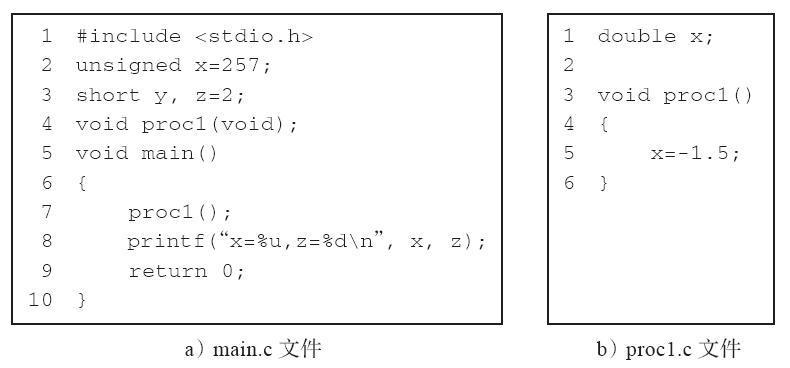 1 #include <stdio.h>
2 unsigned x=257;
3 short y, z=2;
4 void proc1(void);
5 void main()
6 {
7 proc1();
8 printf(“x=%u,z=%d\n”, x, z);
9 return 0;
10 }
a）main.c 文件
1 double x;
2
3 void proc1()
4 {
5 x=-1.5;
6 }
b）proc1.c 文件